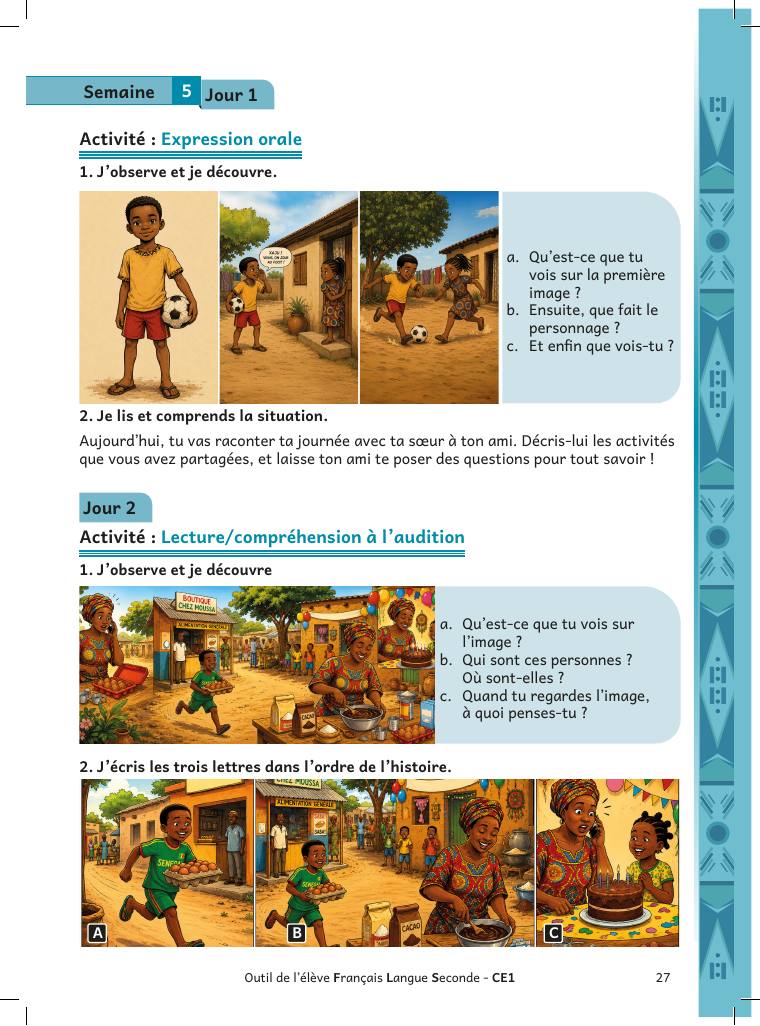 Semaine 5 Jour 1
Activité : Expression orale
1. J’observe et je découvre.
a. Qu’est-ce que tu
vois sur la première
image ?
b. Ensuite, que fait le
personnage ?
c. Et enfin que vois-tu ?
2. Je lis et comprends la situation.
Aujourd’hui, tu vas raconter ta journée avec ta sœur à ton ami. Décris-lui les activités
que vous avez partagées, et laisse ton ami te poser des questions pour tout savoir !
Jour 2
Activité : Lecture/compréhension à l’audition
1. J’observe et je découvre
BOUTIQUE
CHEZ MOUSSA
ALIMENTATION GÉNÉRALE
CACAO
a. Qu’est-ce que tu vois sur
l’image ?
b. Qui sont ces personnes ?
Où sont-elles ?
c. Quand tu regardes l’image,
à quoi penses-tu ?
2. J’écris les trois lettres dans l’ordre de l’histoire.
CHEZ MOUSSA
ALIMENTATION GÉNÉRALE
CACAO
A
B
C
Outil de l’élève Français Langue Seconde - CE1
27